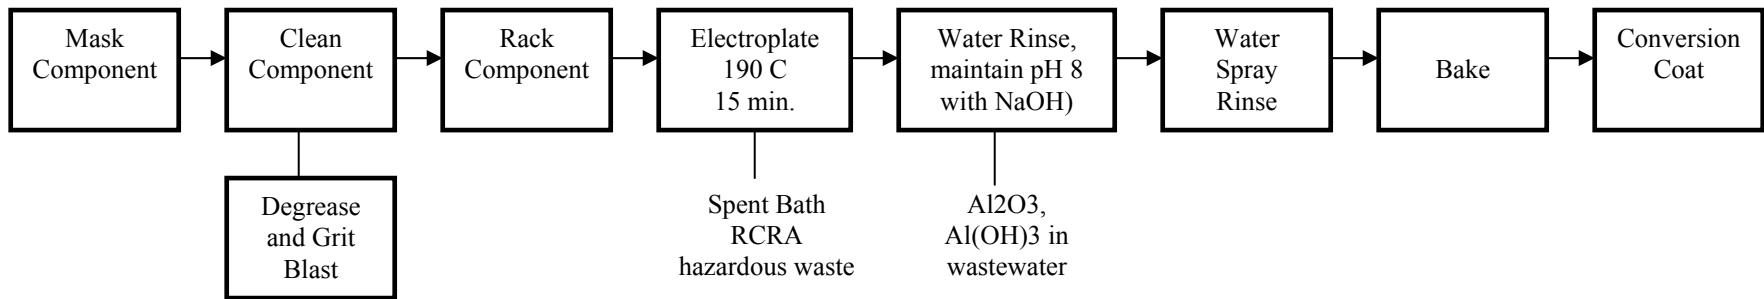 Mask
Component
Clean
Component
Rack
Component
Electroplate
190 C
15 min.
Water Rinse,
maintain pH 8
with NaOH)
Water
Spray
Rinse
Bake
Conversion
Coat
Degrease
and Grit
Blast
Spent Bath
RCRA
hazardous waste
Al2O3,
Al(OH)3 in
wastewater